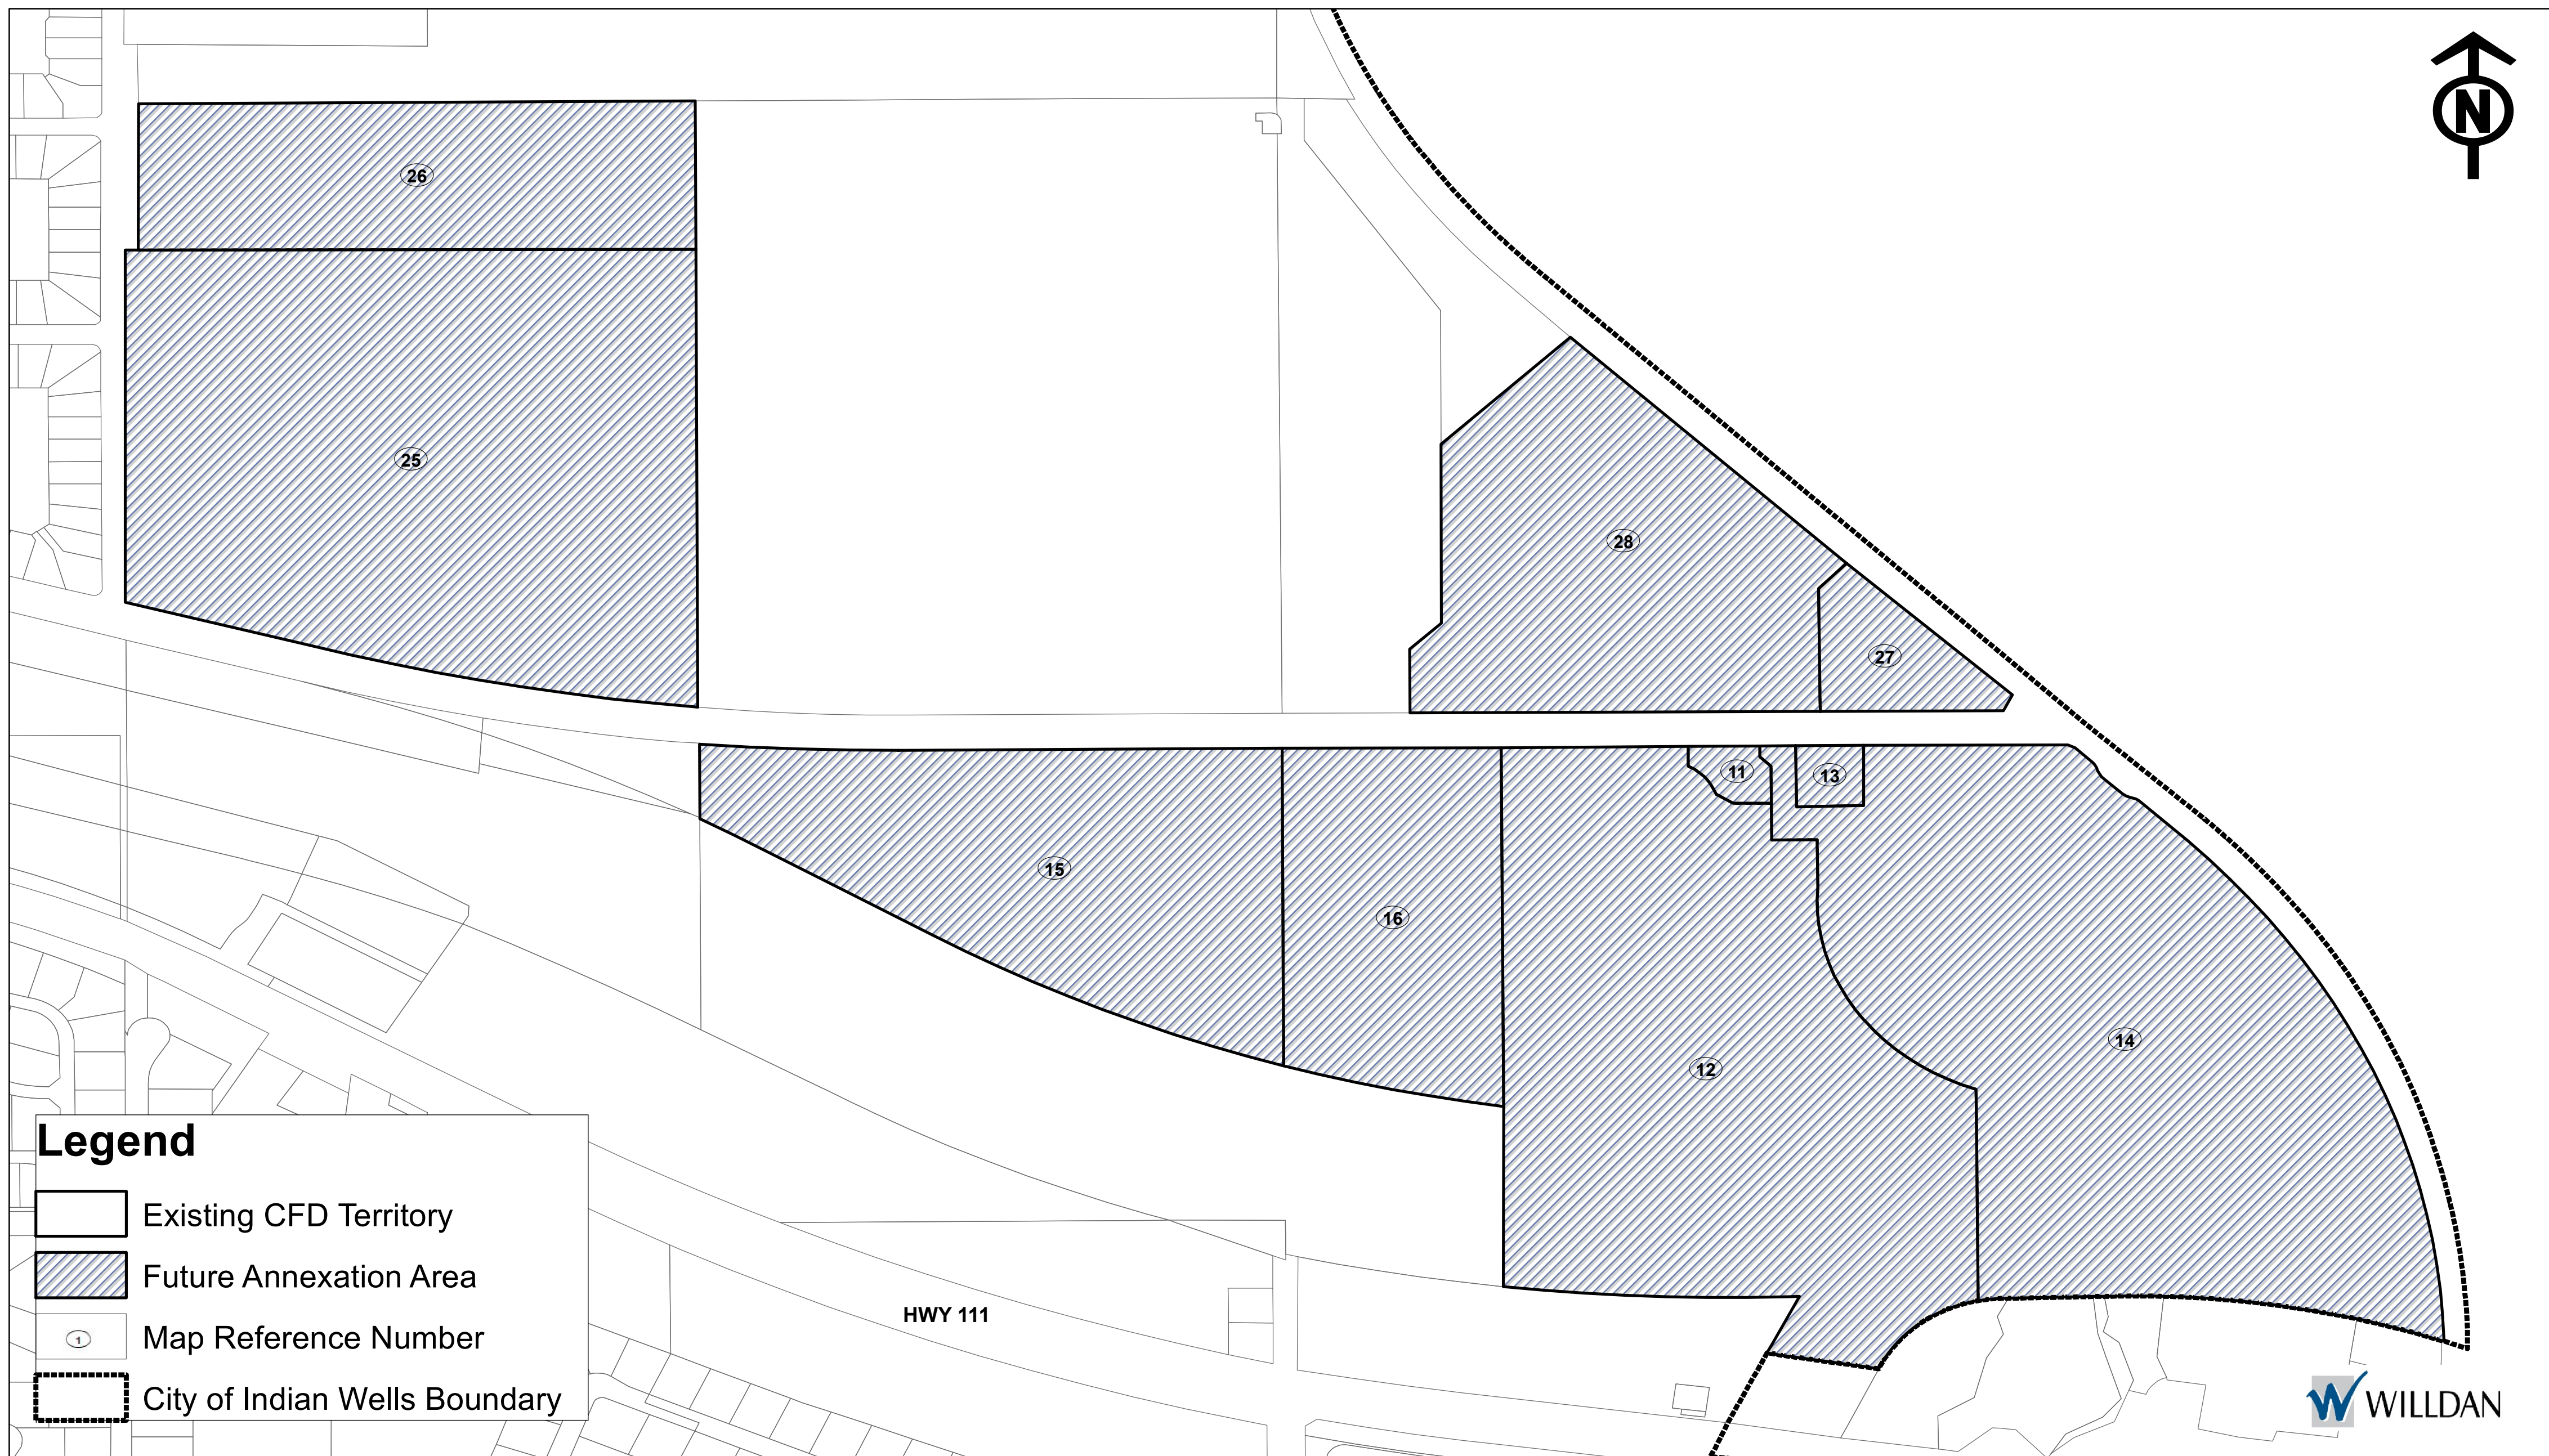 N
26
25
28
27
11
13
15
16
12
14
HWY 111
Legend
Existing CFD Territory
Future Annexation Area
1 Map Reference Number
City of Indian Wells Boundary
W WILLDAN